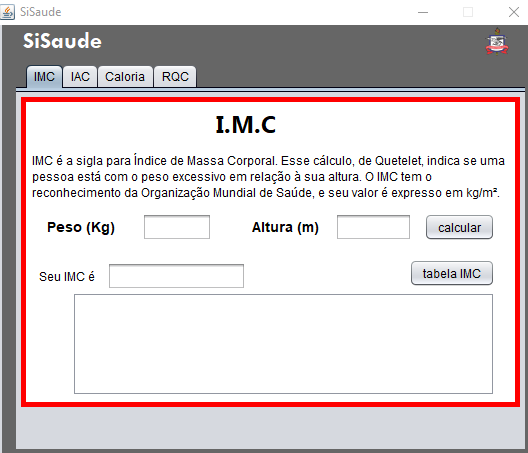 SiSaude
SiSaude
IMC IAC Caloria RQC
I.M.C
IMC é a sigla para Índice de Massa Corporal. Esse cálculo, de Quetelet, indica se uma
pessoa está com o peso excessivo em relação à sua altura. O IMC tem o
reconhecimento da Organização Mundial de Saúde, e seu valor é expresso em kg/m².
Peso (Kg) Altura (m) calcular
Seu IMC é tabela IMC